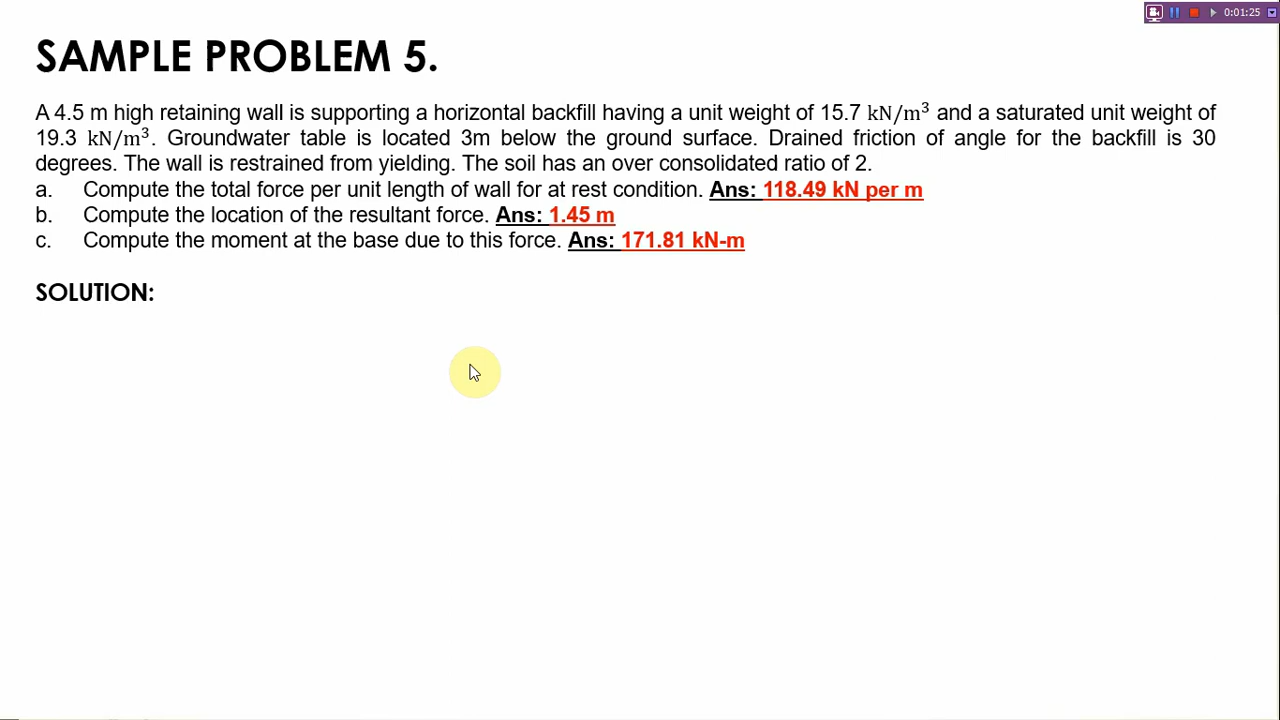 0:01:25
SAMPLE PROBLEM 5.
A 4.5 m high retaining wall is supporting a horizontal backfill having a unit weight of 15.7 kN/m³ and a saturated unit weight of
19.3 kN/m³. Groundwater table is located 3m below the ground surface. Drained friction of angle for the backfill is 30
degrees. The wall is restrained from yielding. The soil has an over consolidated ratio of 2.
a. Compute the total force per unit length of wall for at rest condition. Ans: 118.49 kN per m
b. Compute the location of the resultant force. Ans: 1.45 m
c. Compute the moment at the base due to this force. Ans: 171.81 kN-m
SOLUTION: